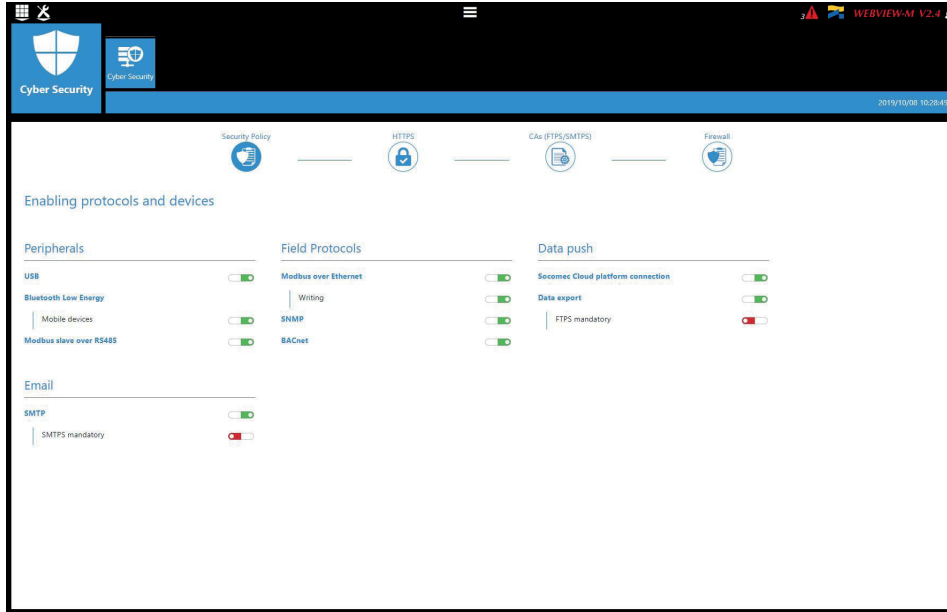 3
WEBVIEW-M V2.4
Cyber Security
Cyber Security
2019/10/08 10:28:49
Security Policy
HTTPS
CAs (FTPS/SMTPS)
Firewall
Enabling protocols and devices
Peripherals
USB
Bluetooth Low Energy
Mobile devices
Modbus slave over RS485
Field Protocols
Modbus over Ethernet
Writing
SNMP
BACnet
Data push
Socomec Cloud platform connection
Data export
FTPS mandatory
Email
SMTP
SMTPS mandatory